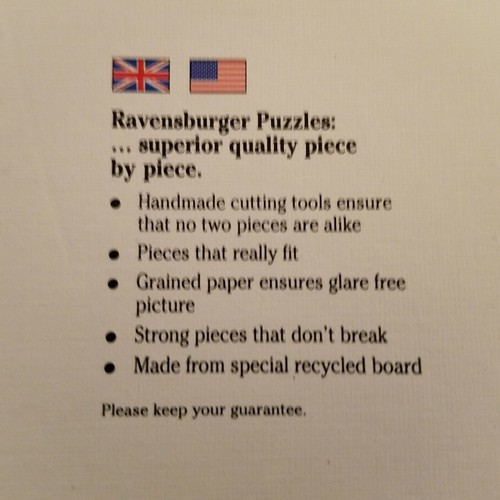 Ravensburger Puzzles:
... superior quality piece
by piece.
● Handmade cutting tools ensure
that no two pieces are alike
● Pieces that really fit
● Grained paper ensures glare free
picture
● Strong pieces that don't break
● Made from special recycled board
Please keep your guarantee.